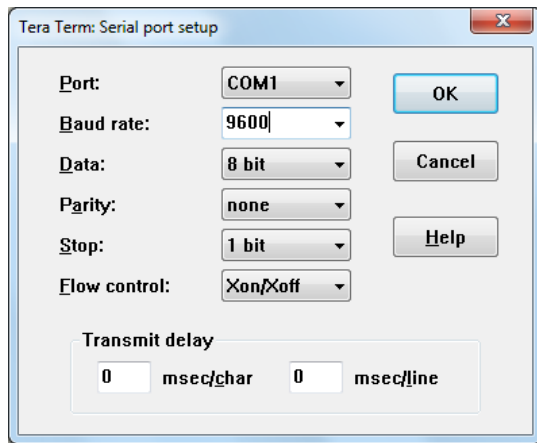 Tera Term: Serial port setup
Port: COM1
OK
Baud rate: 9600
Data: 8 bit
Cancel
Parity: none
Stop: 1 bit
Help
Flow control: Xon/Xoff
Transmit delay
0 msec/char 0 msec/line